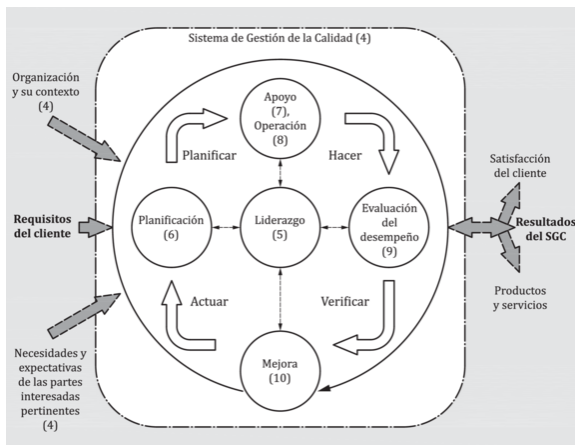 Sistema de Gestión de la Calidad (4)
Organización
y su contexto
(4)
Apoyo
(7),
Operación
(8)
Planificar
Hacer
Satisfacción
del cliente
Requisitos
del cliente
Planificación
(6)
Liderazgo
(5)
Evaluación
del
desempeño
(9)
Resultados
del SGC
Actuar
Verificar
Productos
y servicios
Necesidades y
expectativas
de las partes
interesadas
pertinentes
(4)
Mejora
(10)